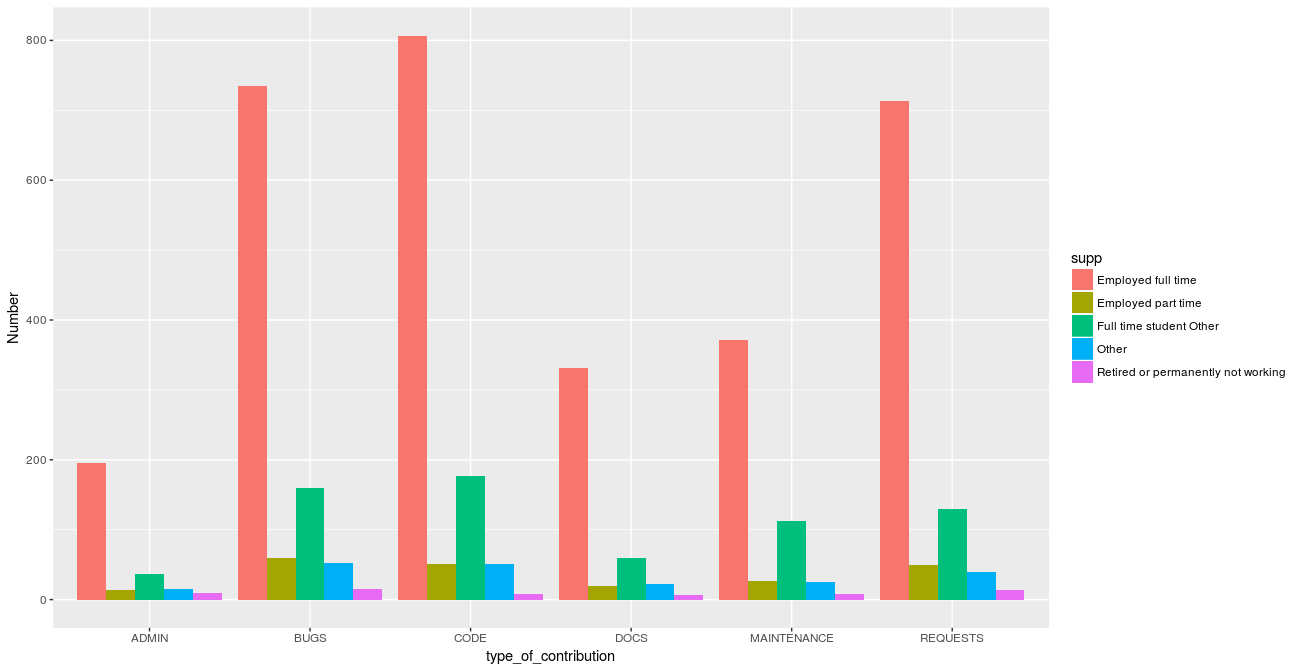 800
600
400
200
0
Number
ADMIN BUGS CODE DOCS MAINTENANCE REQUESTS
type_of_contribution
supp
Employed full time
Employed part time
Full time student Other
Other
Retired or permanently not working